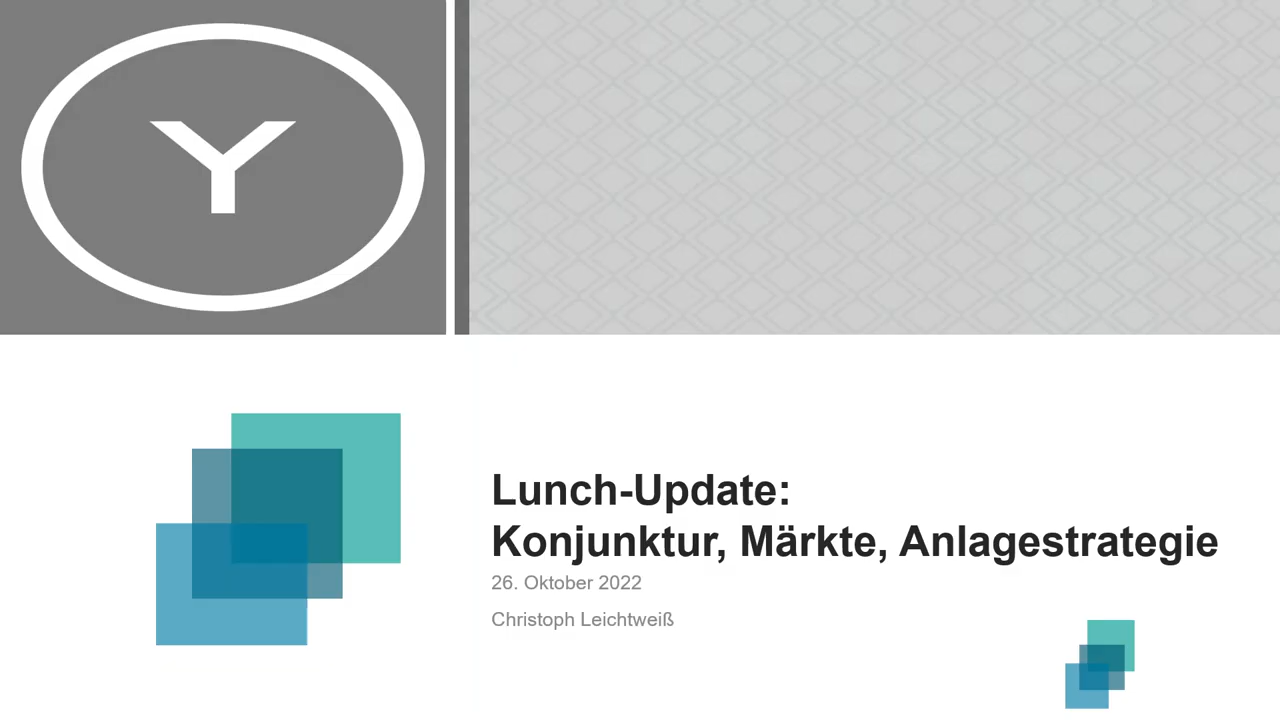 Y
Lunch-Update:
Konjunktur, Märkte, Anlagestrategie
26. Oktober 2022
Christoph Leichtweiß